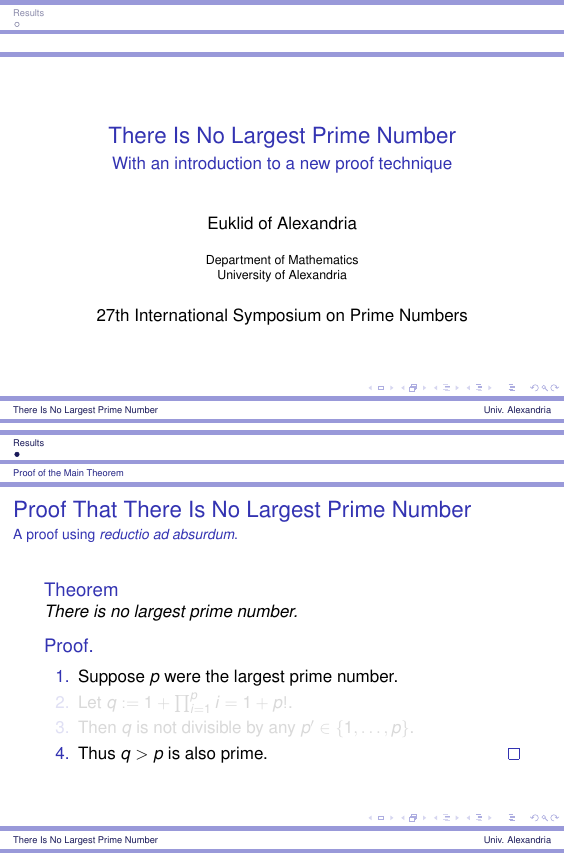 Results
There Is No Largest Prime Number
With an introduction to a new proof technique
Euklid of Alexandria
Department of Mathematics
University of Alexandria
27th International Symposium on Prime Numbers
There Is No Largest Prime Number Univ. Alexandria
Results
Proof of the Main Theorem
Proof That There Is No Largest Prime Number
A proof using reductio ad absurdum.
Theorem
There is no largest prime number.
Proof.
1. Suppose p were the largest prime number.
2. Let q := 1 + ∏_{i=1}^{p} i = 1 + p!.
3. Then q is not divisible by any p′ ∈ {1, . . . , p}.
4. Thus q > p is also prime. □
There Is No Largest Prime Number Univ. Alexandria